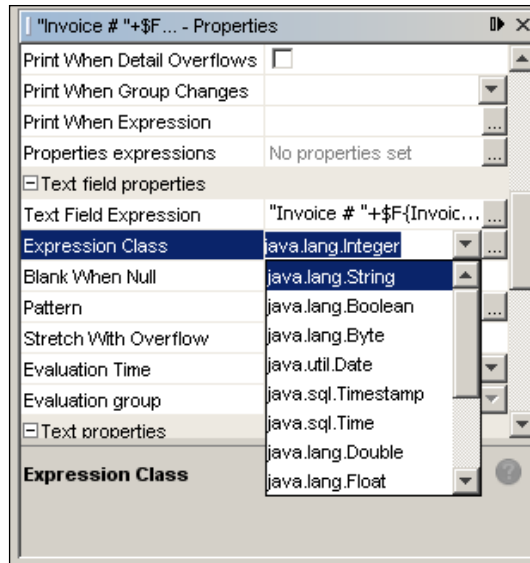 "Invoice # "+$F... - Properties
Print When Detail Overflows
Print When Group Changes
Print When Expression ...
Properties expressions No properties set ...
Text field properties
Text Field Expression "Invoice # "+$F{Invoic... ...
Expression Class java.lang.Integer ...
Blank When Null java.lang.String
Pattern java.lang.Boolean ...
Stretch With Overflow java.lang.Byte
Evaluation Time java.util.Date
Evaluation group java.sql.Timestamp
Text properties java.sql.Time
java.lang.Double
Expression Class java.lang.Float
?